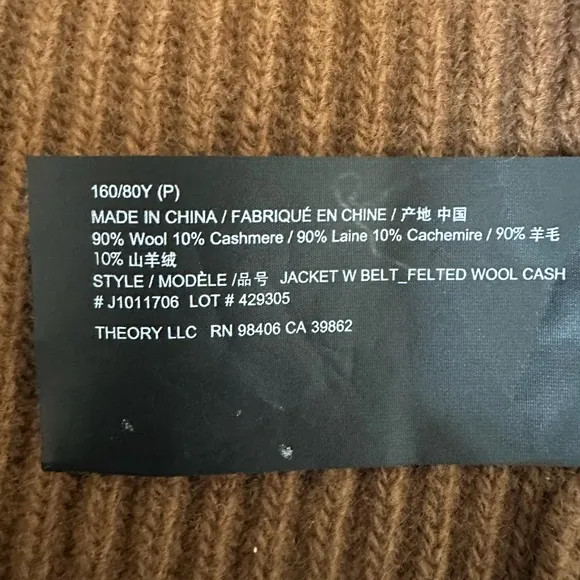 160/80Y (P)
MADE IN CHINA / FABRIQUÉ EN CHINE / 产地 中国
90% Wool 10% Cashmere / 90% Laine 10% Cachemire / 90% 羊毛
10% 山羊绒
STYLE / MODÈLE /品号 JACKET W BELT_FELTED WOOL CASH
# J1011706 LOT # 429305
THEORY LLC RN 98406 CA 39862